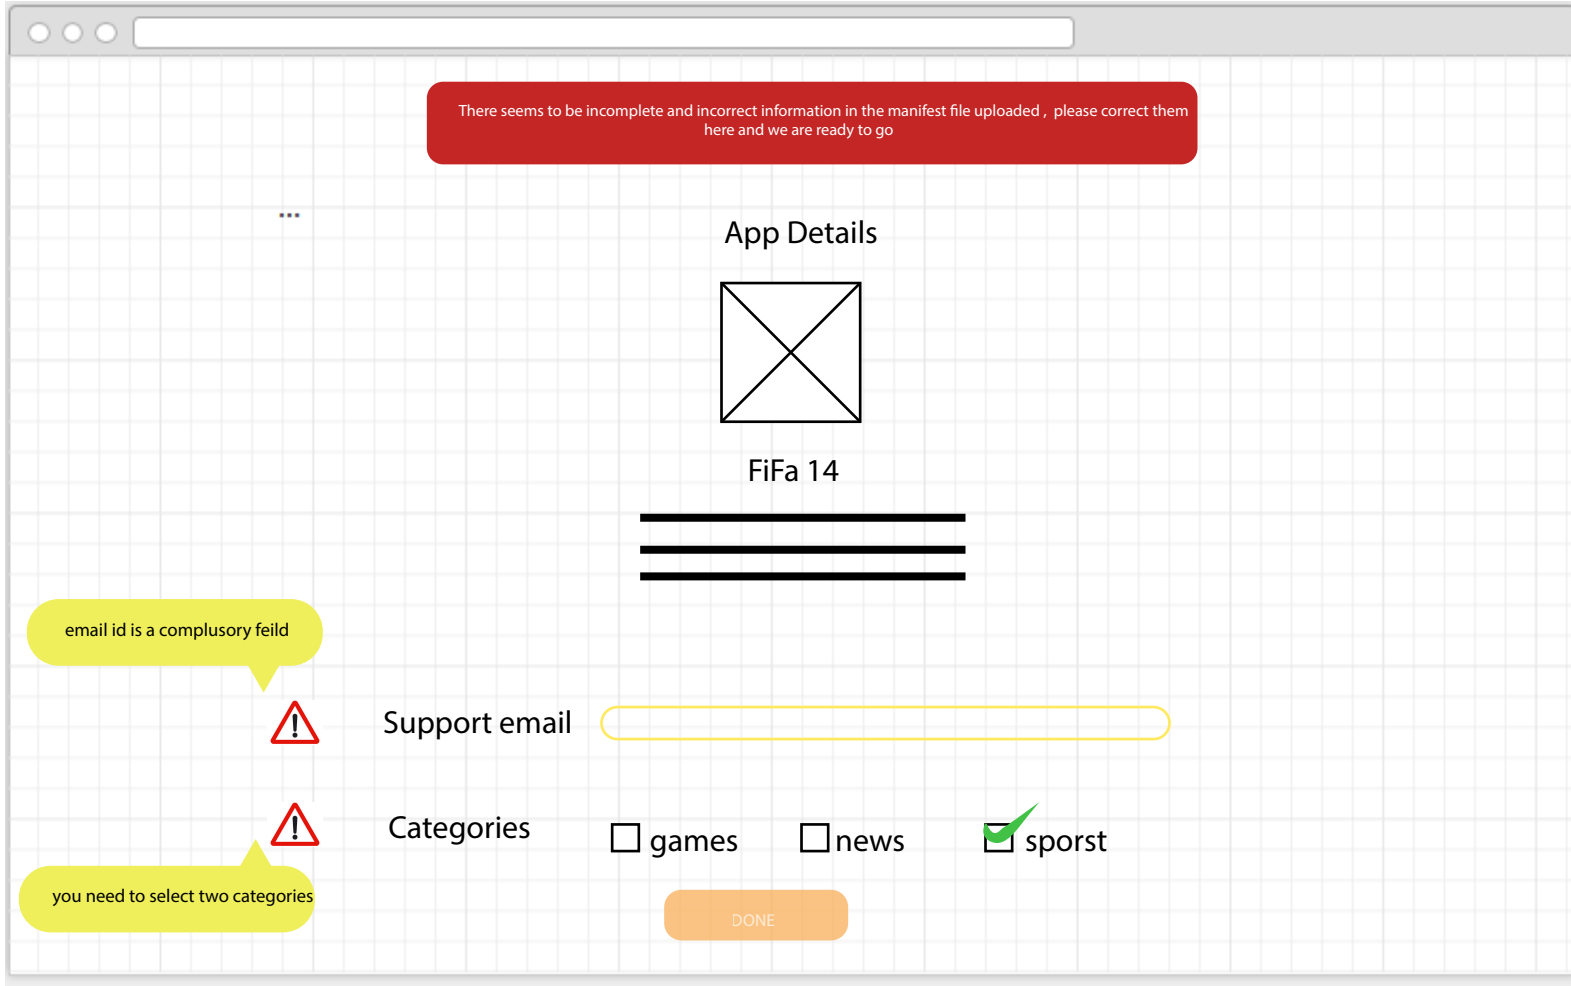 There seems to be incomplete and incorrect information in the manifest file uploaded ,  please correct them
here and we are ready to go
...
App Details
FiFa 14
email id is a complusory feild
Support email
Categories
games
news
sporst
you need to select two categories
DONE